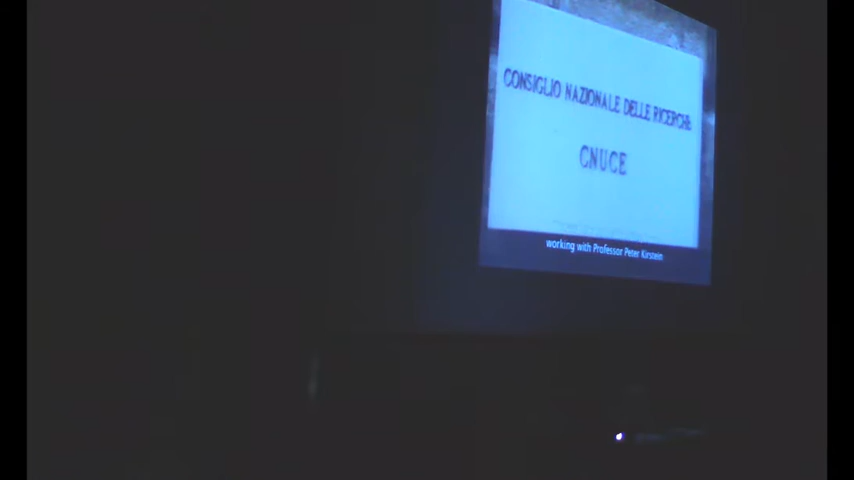 CONSIGLIO NAZIONALE DELLE RICERCHE
CNUCE
working with Professor Peter Kirstein